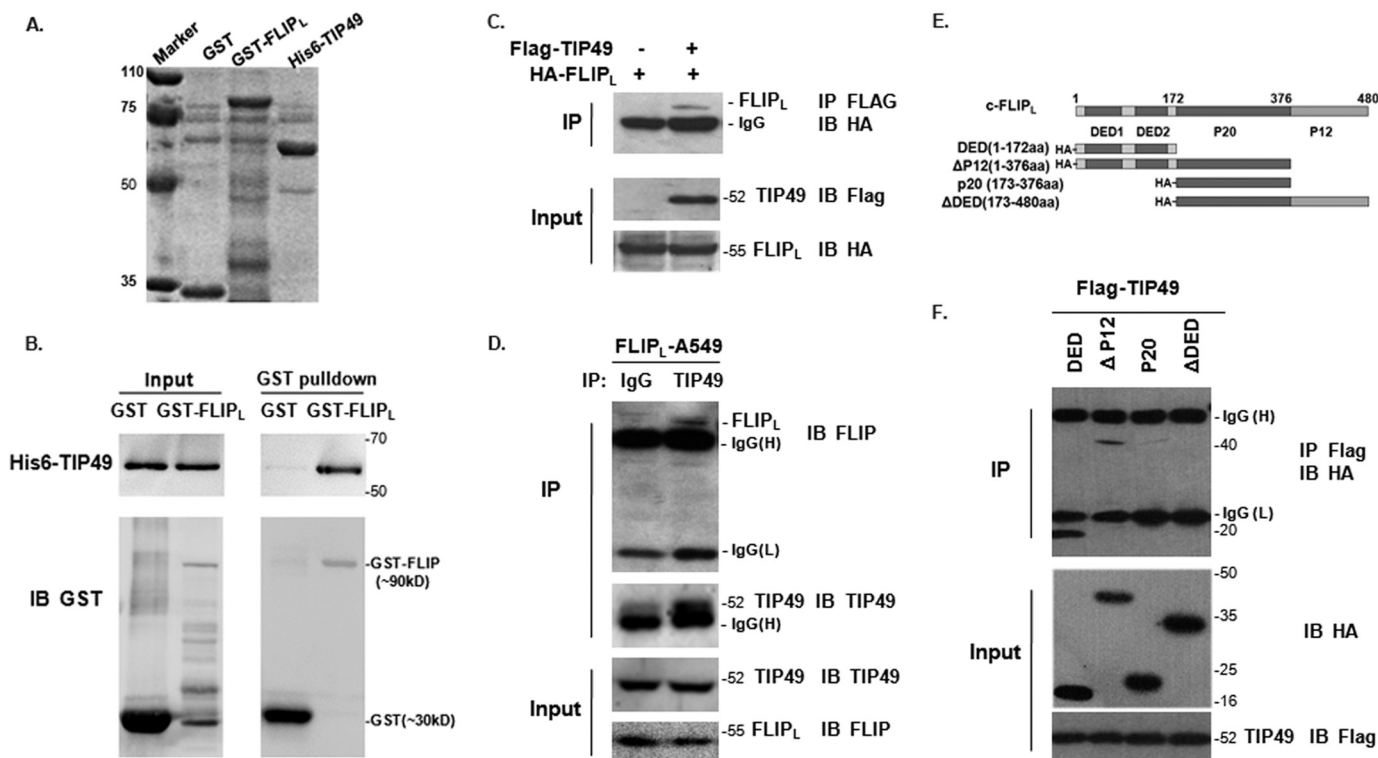 A.
Marker GST GST-FLIPL His6-TIP49
110
75
50
35
B.
Input GST pulldown
GST GST-FLIPL GST GST-FLIPL
-70
His6-TIP49
-50
-GST-FLIP
(~90kD)
IB GST
-GST(~30kD)
C.
Flag-TIP49 - +
HA-FLIPL + +
- FLIPL IP FLAG
IP
- IgG IB HA
-52 TIP49 IB Flag
Input
-55 FLIPL IB HA
D.
FLIPL-A549
IP: IgG TIP49
- FLIPL
- IgG(H) IB FLIP
IP
- IgG(L)
-52 TIP49 IB TIP49
- IgG(H)
-52 TIP49 IB TIP49
Input
-55 FLIPL IB FLIP
E.
1 172 376 480
c-FLIPL
DED1 DED2 P20 P12
DED(1-172aa) HA-
ΔP12(1-376aa) HA-
p20 (173-376aa) HA-
ΔDED(173-480aa) HA-
F.
Flag-TIP49
DED Δ P12 P20 ΔDED
- IgG (H)
-40
IP Flag
IP
IB HA
- IgG (L)
-20
-50
-35
IB HA
Input
-25
-16
-52 TIP49 IB Flag